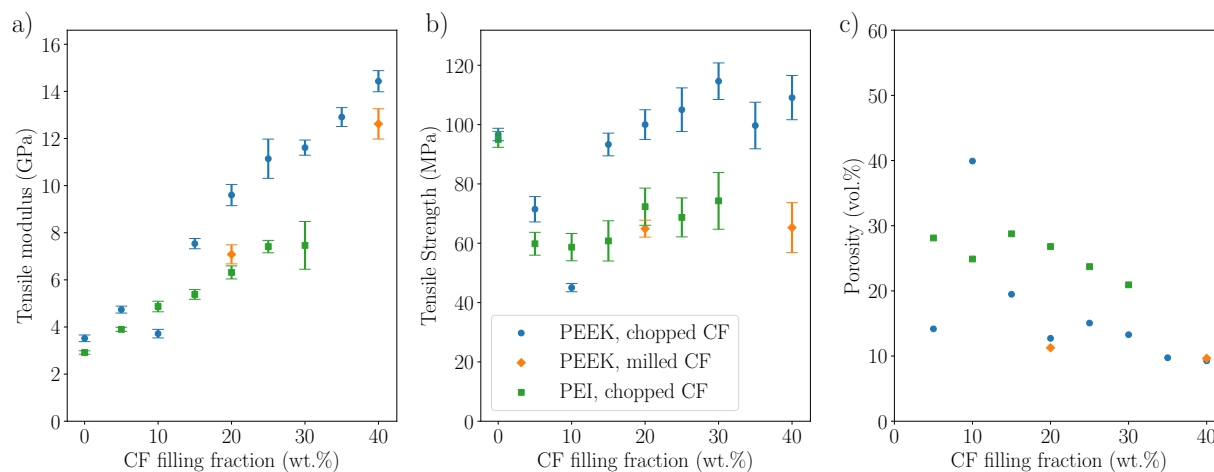 a)
Tensile modulus (GPa)
16
14
12
10
8
6
4
2
0
0 10 20 30 40
CF filling fraction (wt.%)
b)
Tensile Strength (MPa)
120
100
80
60
40
20
0
PEEK, chopped CF
PEEK, milled CF
PEI, chopped CF
0 10 20 30 40
CF filling fraction (wt.%)
c)
Porosity (vol.%)
60
50
40
30
20
10
0
0 10 20 30 40
CF filling fraction (wt.%)